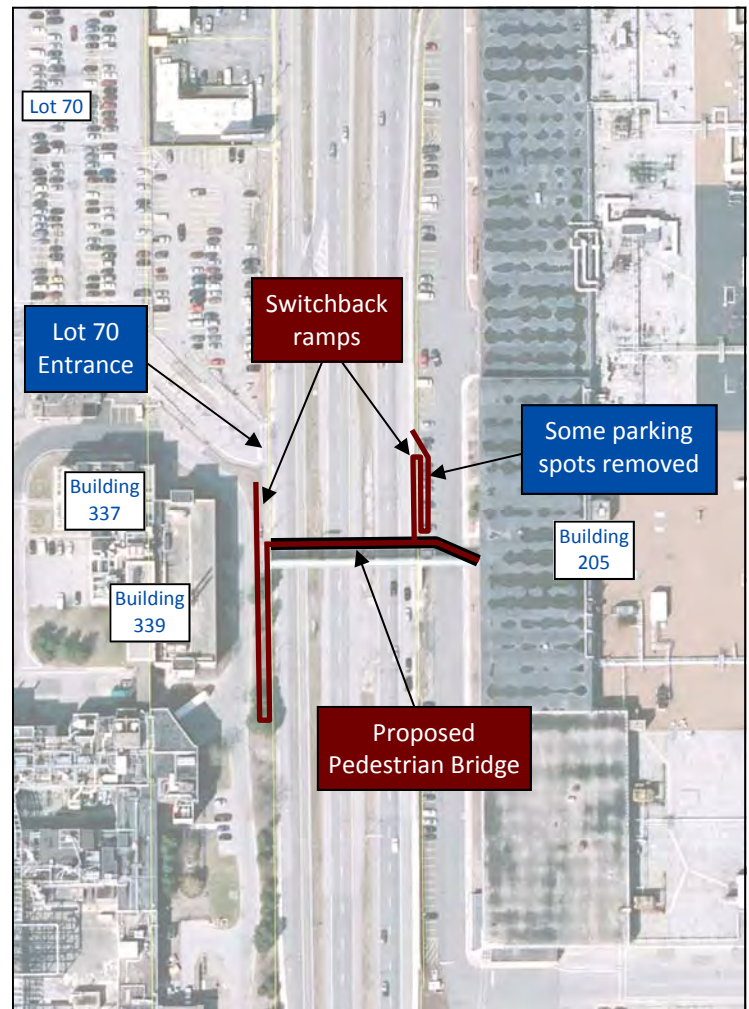 Lot 70
Switchback
ramps
Lot 70
Entrance
Some parking
spots removed
Building
337
Building
205
Building
339
Proposed
Pedestrian Bridge